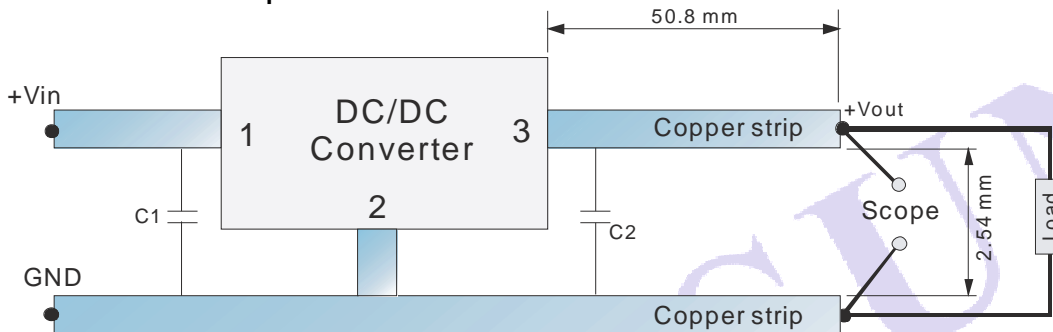 50.8 mm
+Vin
DC/DC
Converter
1
3
2
Copper strip
+Vout
C1
C2
Scope
2.54 mm
Load
GND
Copper strip